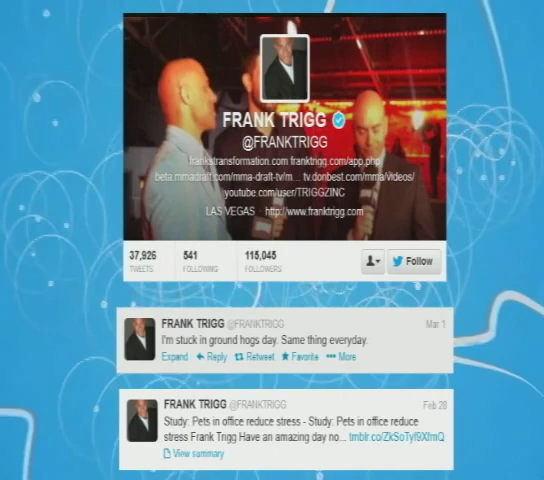 FRANK TRIGG
@FRANKTRIGG
frankstransformation.com franktrigg.com/app.php
beta.mmadraft.com/mma-draft-tv/m... tv.donbest.com/mma/videos/
youtube.com/user/TRIGGZINC
LAS VEGAS · http://www.franktrigg.com
37,926 541 115,045
TWEETS FOLLOWING FOLLOWERS
Follow
FRANK TRIGG @FRANKTRIGG Mar 1
I'm stuck in ground hogs day. Same thing everyday.
Expand Reply Retweet Favorite More
FRANK TRIGG @FRANKTRIGG Feb 28
Study: Pets in office reduce stress - Study: Pets in office reduce
stress Frank Trigg Have an amazing day no... tmblr.co/ZkSoTyf9XfmQ
View summary